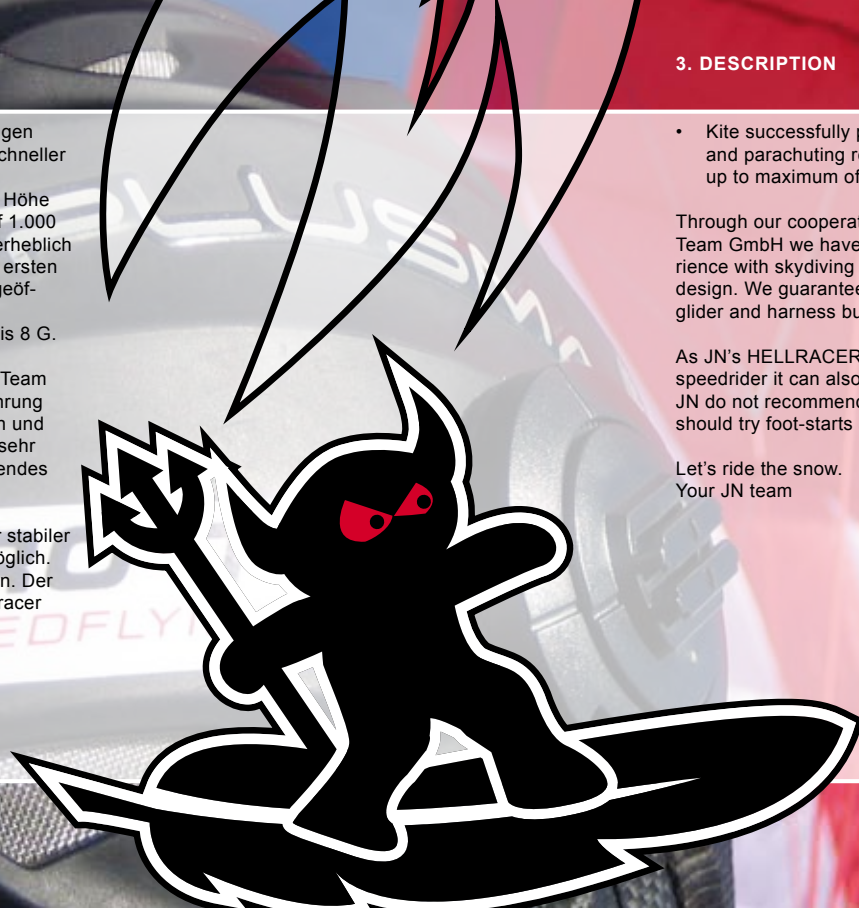 gen
chneller
Höhe
f 1.000
erheblich
ersten
geöf-
is 8 G.
Team
hrung
n und
sehr
endes
r stabiler
öglich.
n. Der
racer
PLUSMA
EDFLYI
3. DESCRIPTION
• Kite successfully p
and parachuting re
up to maximum of
Through our cooperat
Team GmbH we have
rience with skydiving
design. We guarantee
glider and harness bu
As JN's HELLRACER
speedrider it can also
JN do not recommend
should try foot-starts
Let's ride the snow.
Your JN team